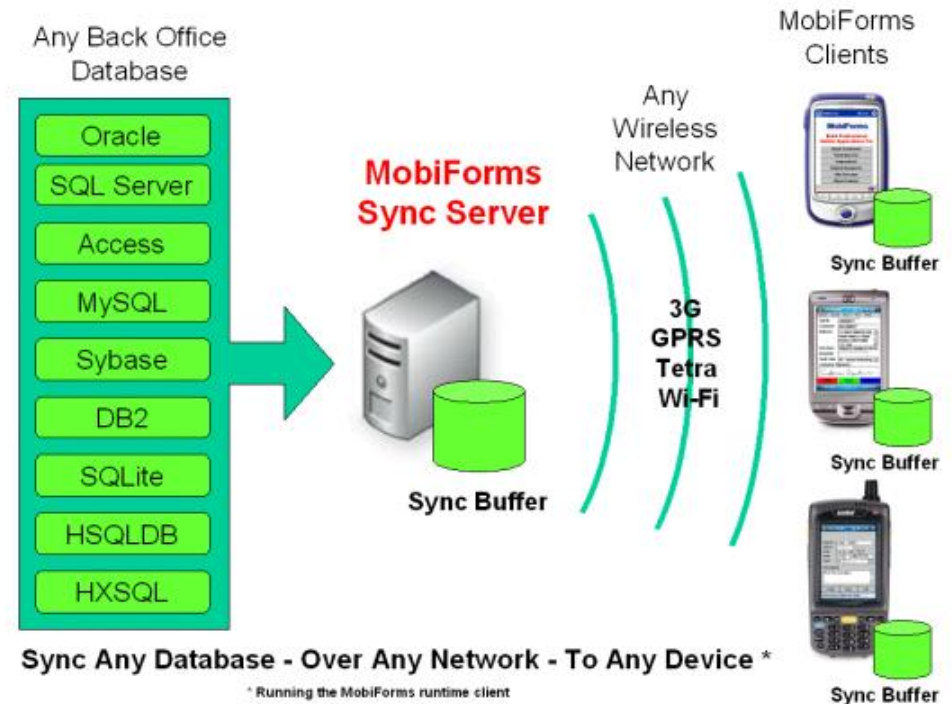 Any Back Office
Database
Oracle
SQL Server
Access
MySQL
Sybase
DB2
SQLite
HSQLDB
HXSQL
MobiForms
Sync Server
Sync Buffer
Any
Wireless
Network
3G
GPRS
Tetra
Wi-Fi
MobiForms
Clients
MobiForms
Sync Buffer
Sync Buffer
Sync Buffer
Sync Any Database - Over Any Network - To Any Device *
* Running the MobiForms runtime client